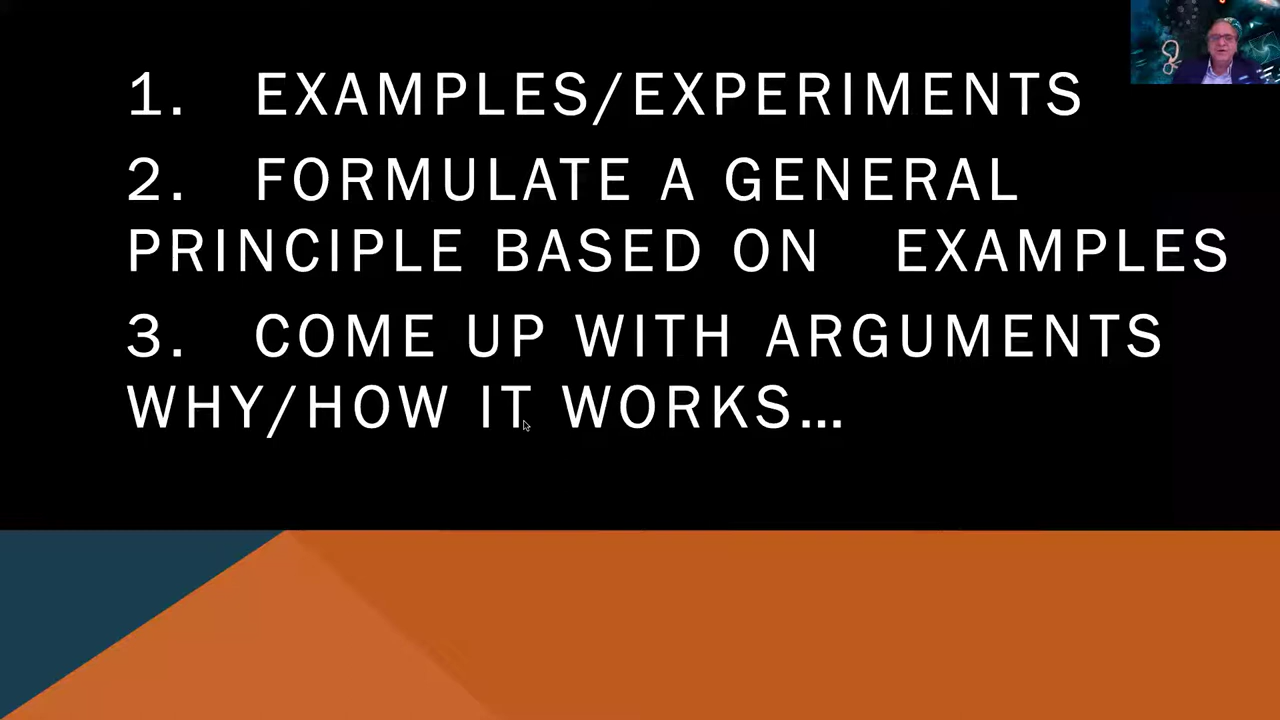 1. EXAMPLES/EXPERIMENTS
2. FORMULATE A GENERAL
PRINCIPLE BASED ON EXAMPLES
3. COME UP WITH ARGUMENTS
WHY/HOW IT WORKS...